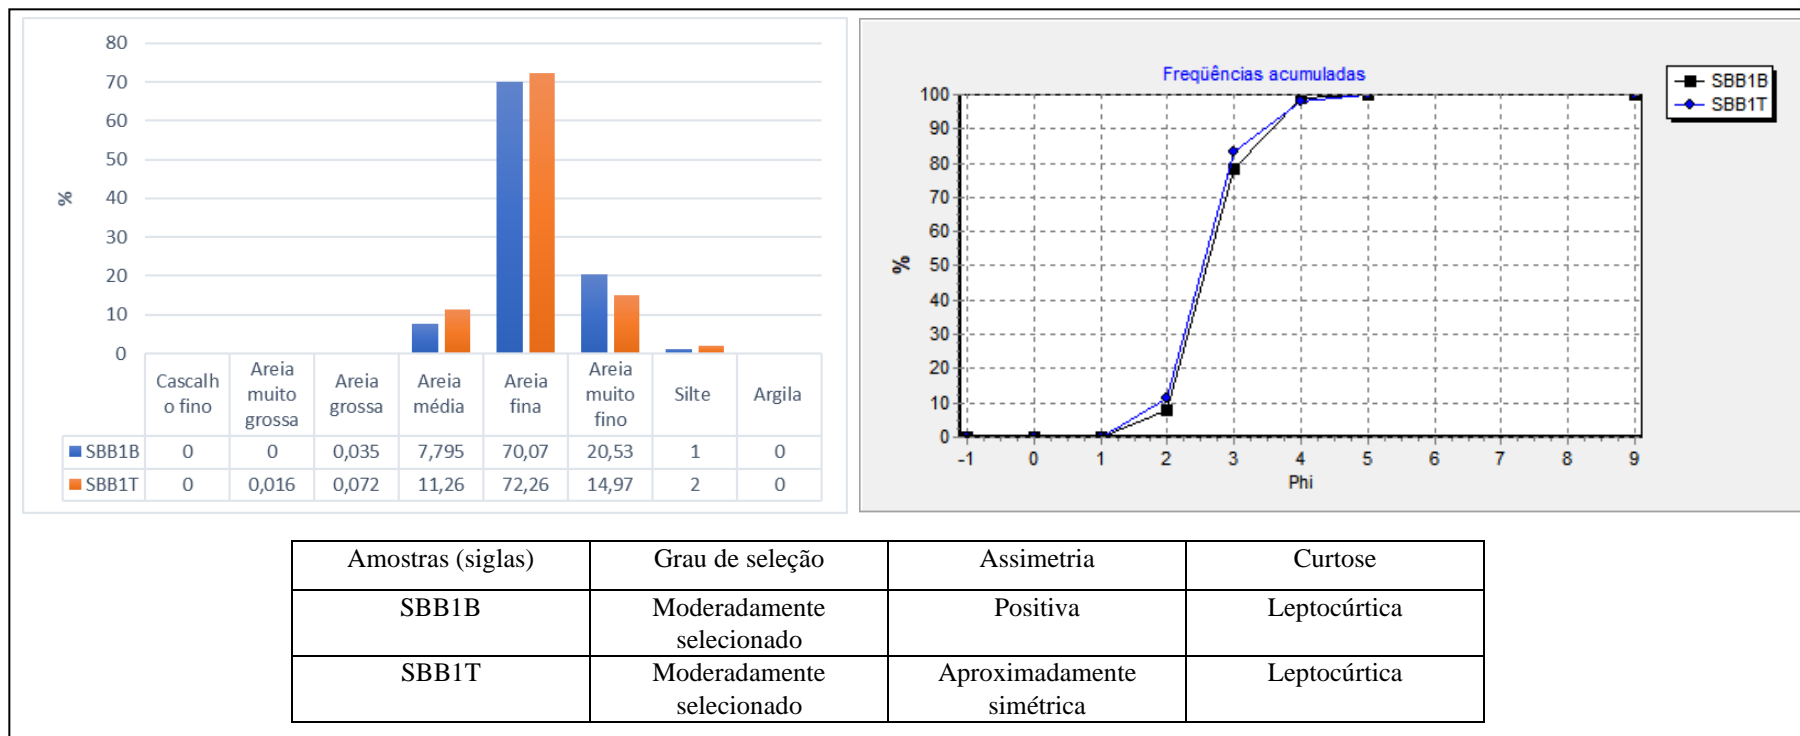 80
70
60
50
40
30
20
10
0
%
Cascalh
o fino
Areia
muito
grossa
Areia
grossa
Areia
média
Areia
fina
Areia
muito
fino
Silte
Argila
SBB1B 0 0 0,035 7,795 70,07 20,53 1 0
SBB1T 0 0,016 0,072 11,26 72,26 14,97 2 0
Freqüências acumuladas
100
90
80
70
60
50
40
30
20
10
0
%
-1 0 1 2 3 4 5 6 7 8 9
Phi
SBB1B
SBB1T
Amostras (siglas) Grau de seleção Assimetria Curtose
SBB1B Moderadamente Positiva Leptocúrtica
selecionado
SBB1T Moderadamente Aproximadamente Leptocúrtica
selecionado simétrica